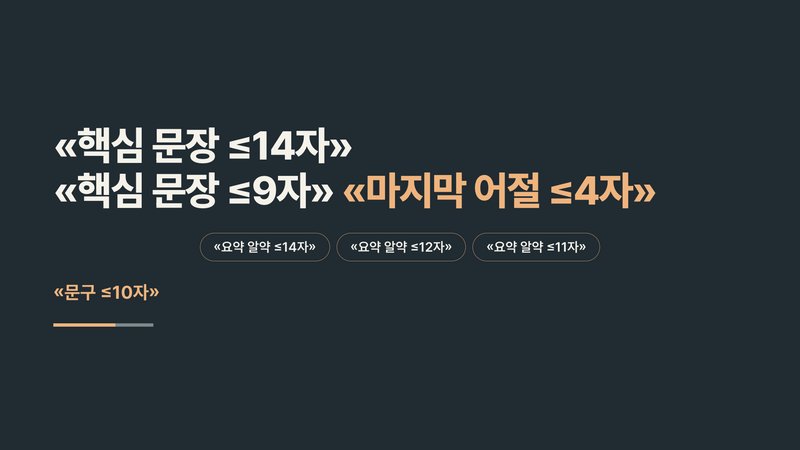 «핵심 문장 ≤14자»
«핵심 문장 ≤9자» «마지막 어절 ≤4자»
«요약 알약 ≤14자» «요약 알약 ≤12자» «요약 알약 ≤11자»
«문구 ≤10자»